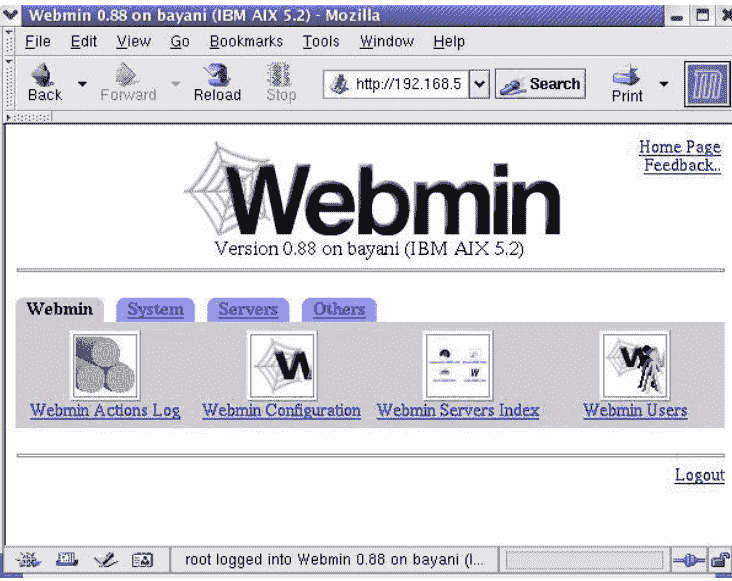 Webmin 0.88 on bayani (IBM AIX 5.2) - Mozilla
File Edit View Go Bookmarks Tools Window Help
Back Forward Reload Stop http://192.168.5 Search Print
Home Page
Feedback..
Webmin
Version 0.88 on bayani (IBM AIX 5.2)
Webmin System Servers Others
Webmin Actions Log Webmin Configuration Webmin Servers Index Webmin Users
Logout
root logged into Webmin 0.88 on bayani (I...